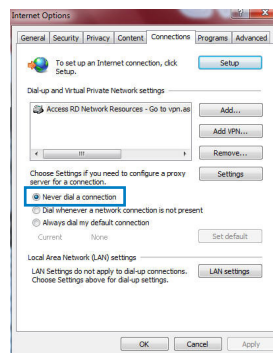 Internet Options
General Security Privacy Content Connections Programs Advanced
To set up an Internet connection, click
Setup.
Setup
Dial-up and Virtual Private Network settings
Access RD Network Resources - Go to vpn.as
Add...
Add VPN...
Remove...
Choose Settings if you need to configure a proxy
server for a connection.
Settings
Never dial a connection
Dial whenever a network connection is not present
Always dial my default connection
Current None
Set default
Local Area Network (LAN) settings
LAN Settings do not apply to dial-up connections.
Choose Settings above for dial-up settings.
LAN settings
OK Cancel Apply